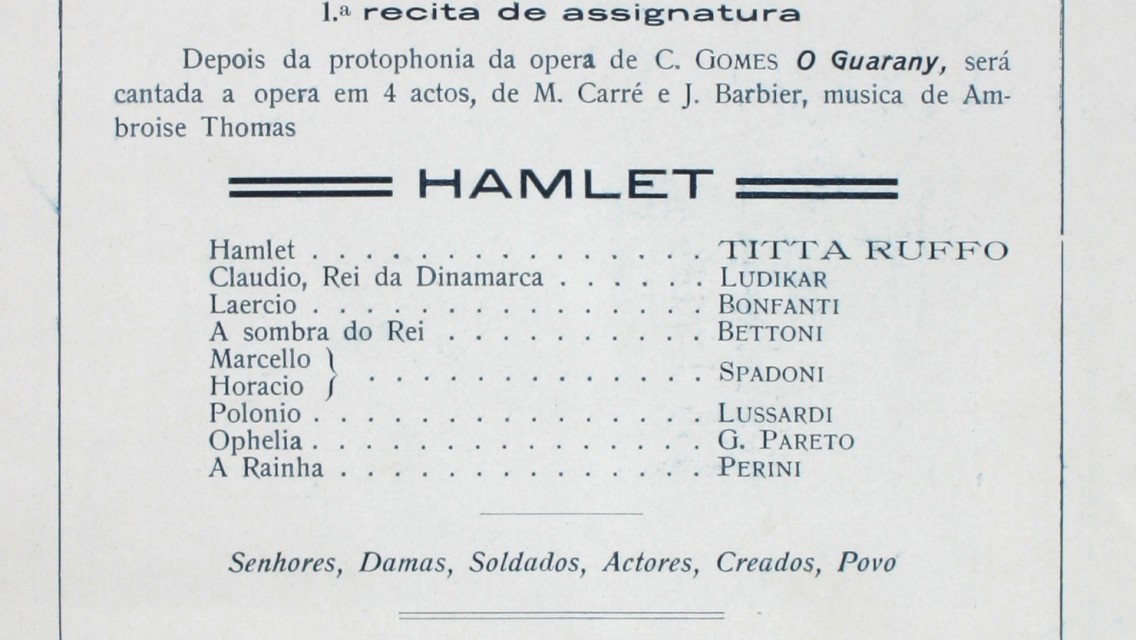 1.ª recita de assignatura
Depois da protophonia da opera de C. GOMES O Guarany, será
cantada a opera em 4 actos, de M. Carré e J. Barbier, musica de Am-
broise Thomas
HAMLET
Hamlet . . . . . . . . . . . . . . . TITTA RUFFO
Claudio, Rei da Dinamarca . . . . . . LUDIKAR
Laercio . . . . . . . . . . . . . . . BONFANTI
A sombra do Rei . . . . . . . . . . BETTONI
Marcello }
Horacio } . . . . . . . . . . . . . SPADONI
Polonio . . . . . . . . . . . . . . . LUSSARDI
Ophelia . . . . . . . . . . . . . . . G. PARETO
A Rainha . . . . . . . . . . . . . . PERINI
Senhores, Damas, Soldados, Actores, Creados, Povo